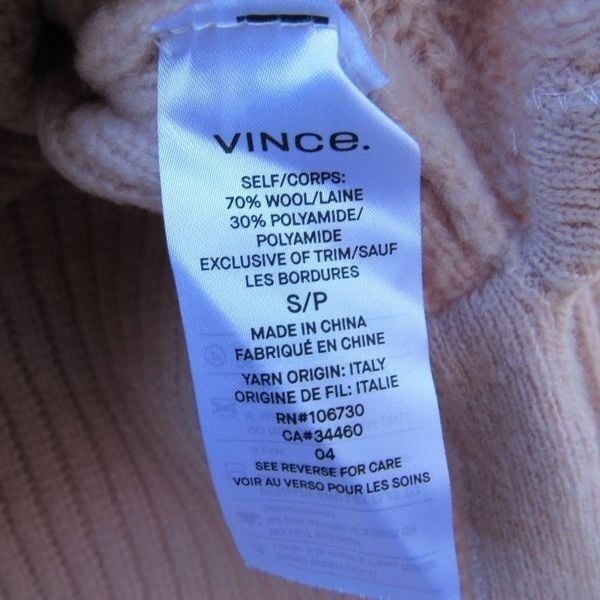 VINCe.
SELF/CORPS:
70% WOOL/LAINE
30% POLYAMIDE/
POLYAMIDE
EXCLUSIVE OF TRIM/SAUF
LES BORDURES
S/P
MADE IN CHINA
FABRIQUÉ EN CHINE
YARN ORIGIN: ITALY
ORIGINE DE FIL: ITALIE
RN#106730
CA#34460
04
SEE REVERSE FOR CARE
VOIR AU VERSO POUR LES SOINS